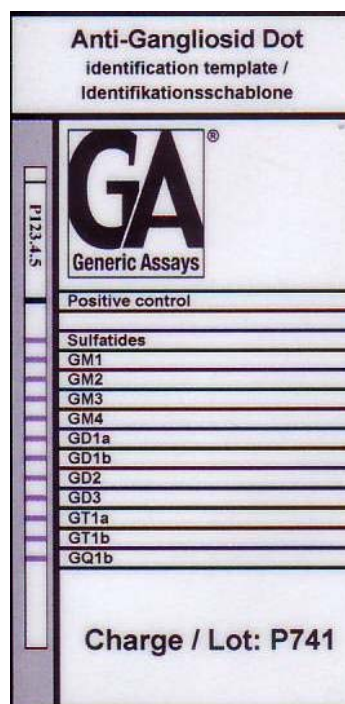 Anti-Gangliosid Dot
identification template /
Identifikationsschablone
GA®
Generic Assays
P123.4.5
Positive control
Sulfatides
GM1
GM2
GM3
GM4
GD1a
GD1b
GD2
GD3
GT1a
GT1b
GQ1b
Charge / Lot: P741